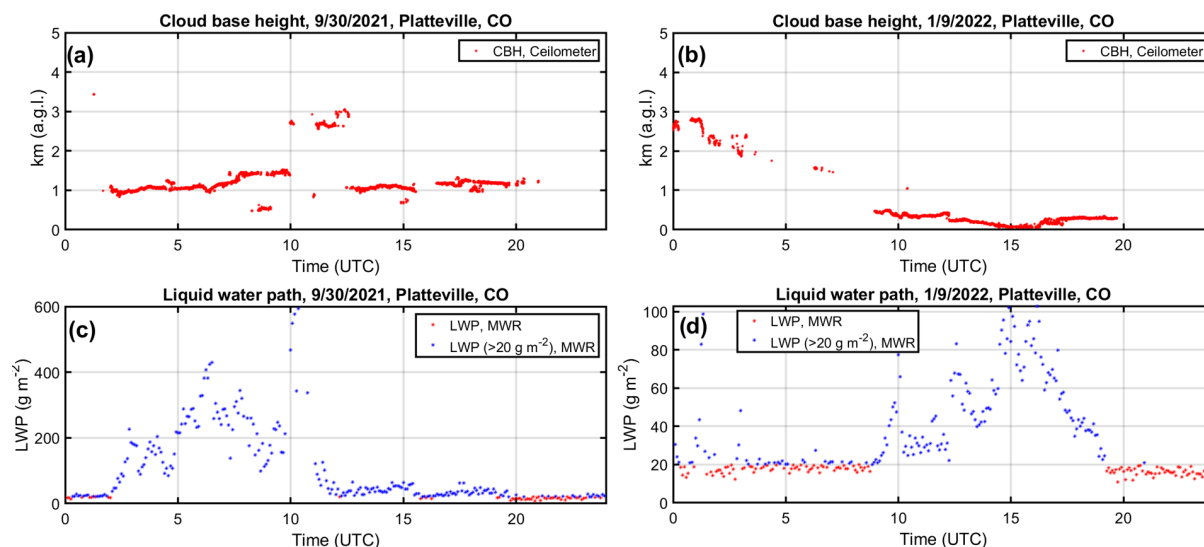 Cloud base height, 9/30/2021, Platteville, CO
(a)
CBH, Ceilometer
km (a.g.l.)
5
4
3
2
1
0
0 5 10 15 20
Time (UTC)
Cloud base height, 1/9/2022, Platteville, CO
(b)
CBH, Ceilometer
km (a.g.l.)
5
4
3
2
1
0
0 5 10 15 20
Time (UTC)
Liquid water path, 9/30/2021, Platteville, CO
(c)
LWP, MWR
LWP (>20 g m⁻²), MWR
LWP (g m⁻²)
600
400
200
0
0 5 10 15 20
Time (UTC)
Liquid water path, 1/9/2022, Platteville, CO
(d)
LWP, MWR
LWP (>20 g m⁻²), MWR
LWP (g m⁻²)
100
80
60
40
20
0
0 5 10 15 20
Time (UTC)